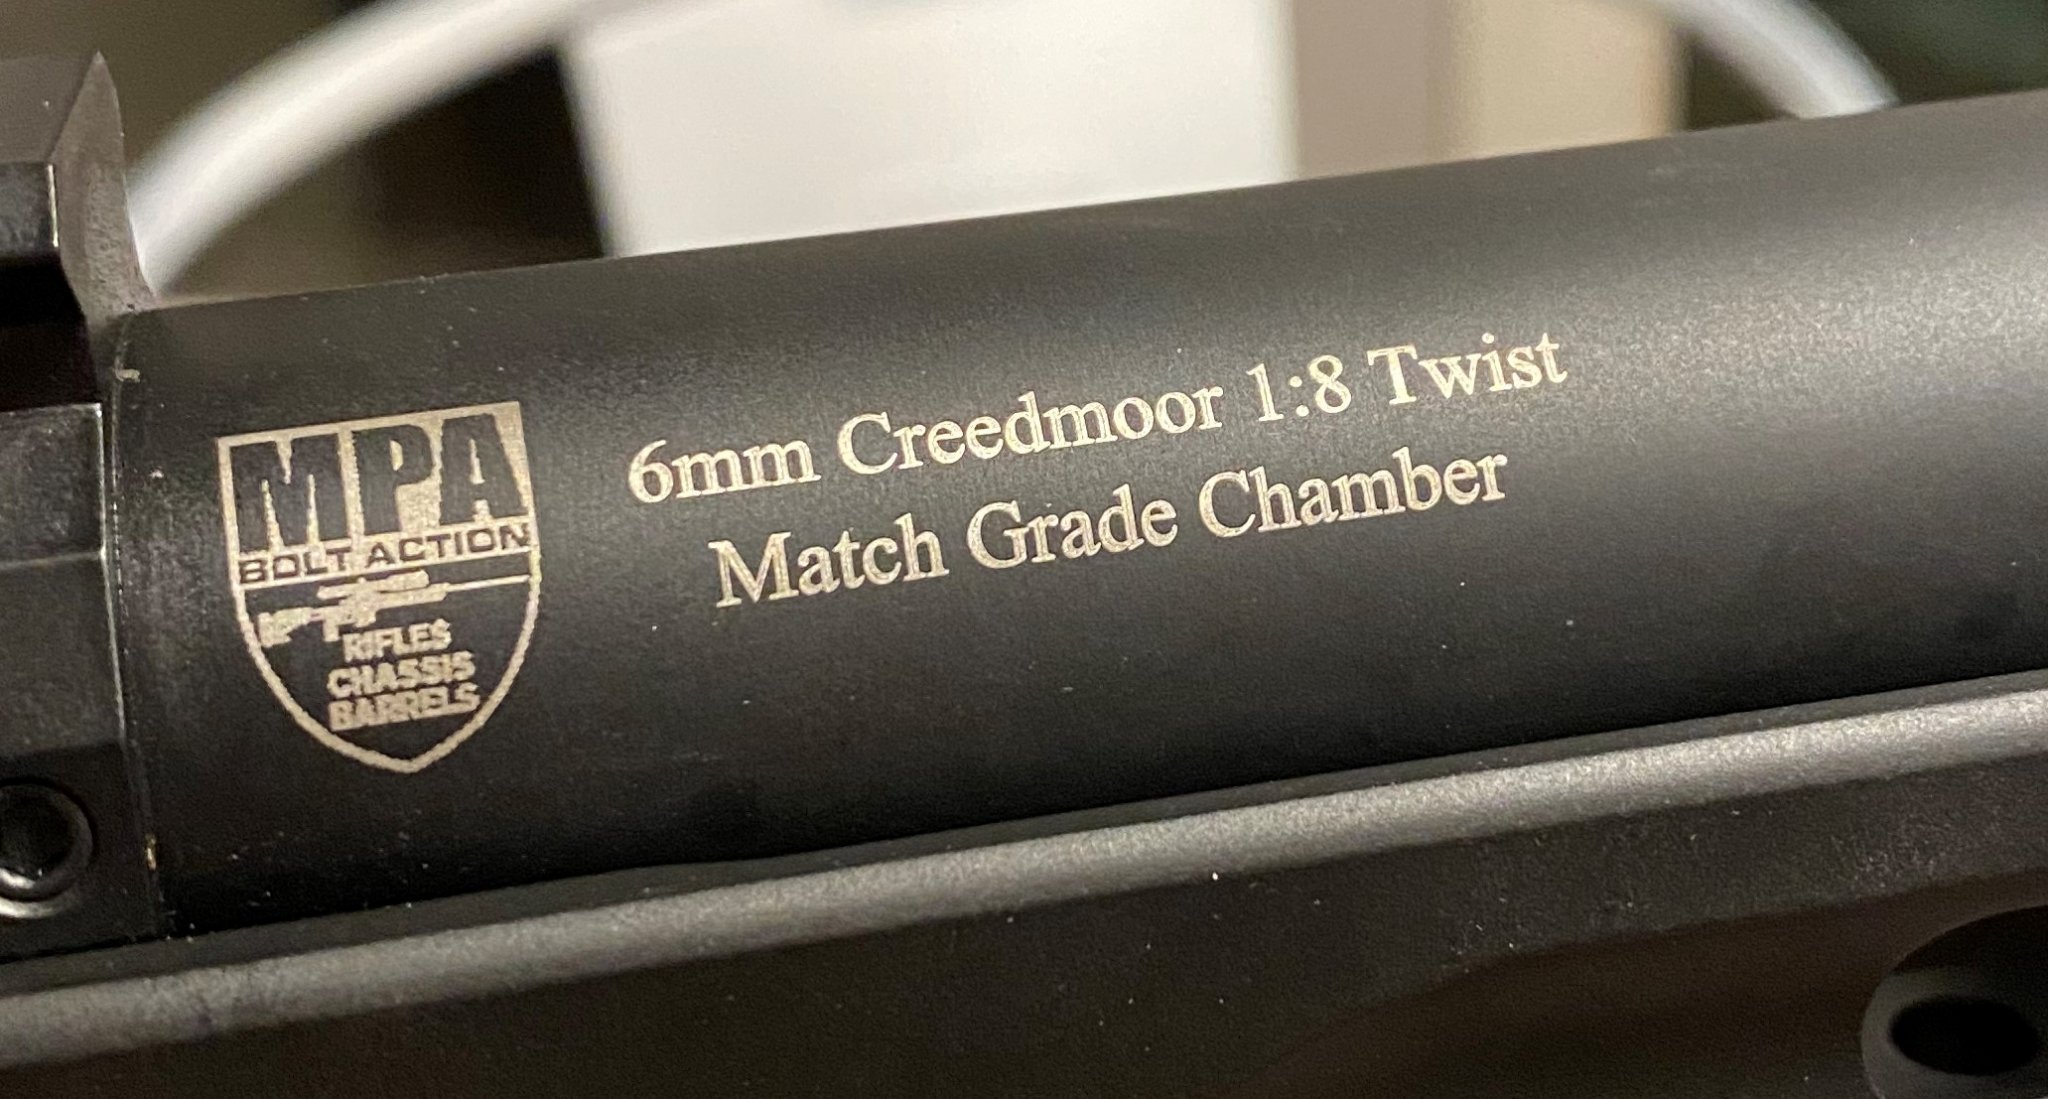 MPA
BOLT ACTION
RIFLES
CHASSIS
BARRELS
6mm Creedmoor 1:8 Twist
Match Grade Chamber